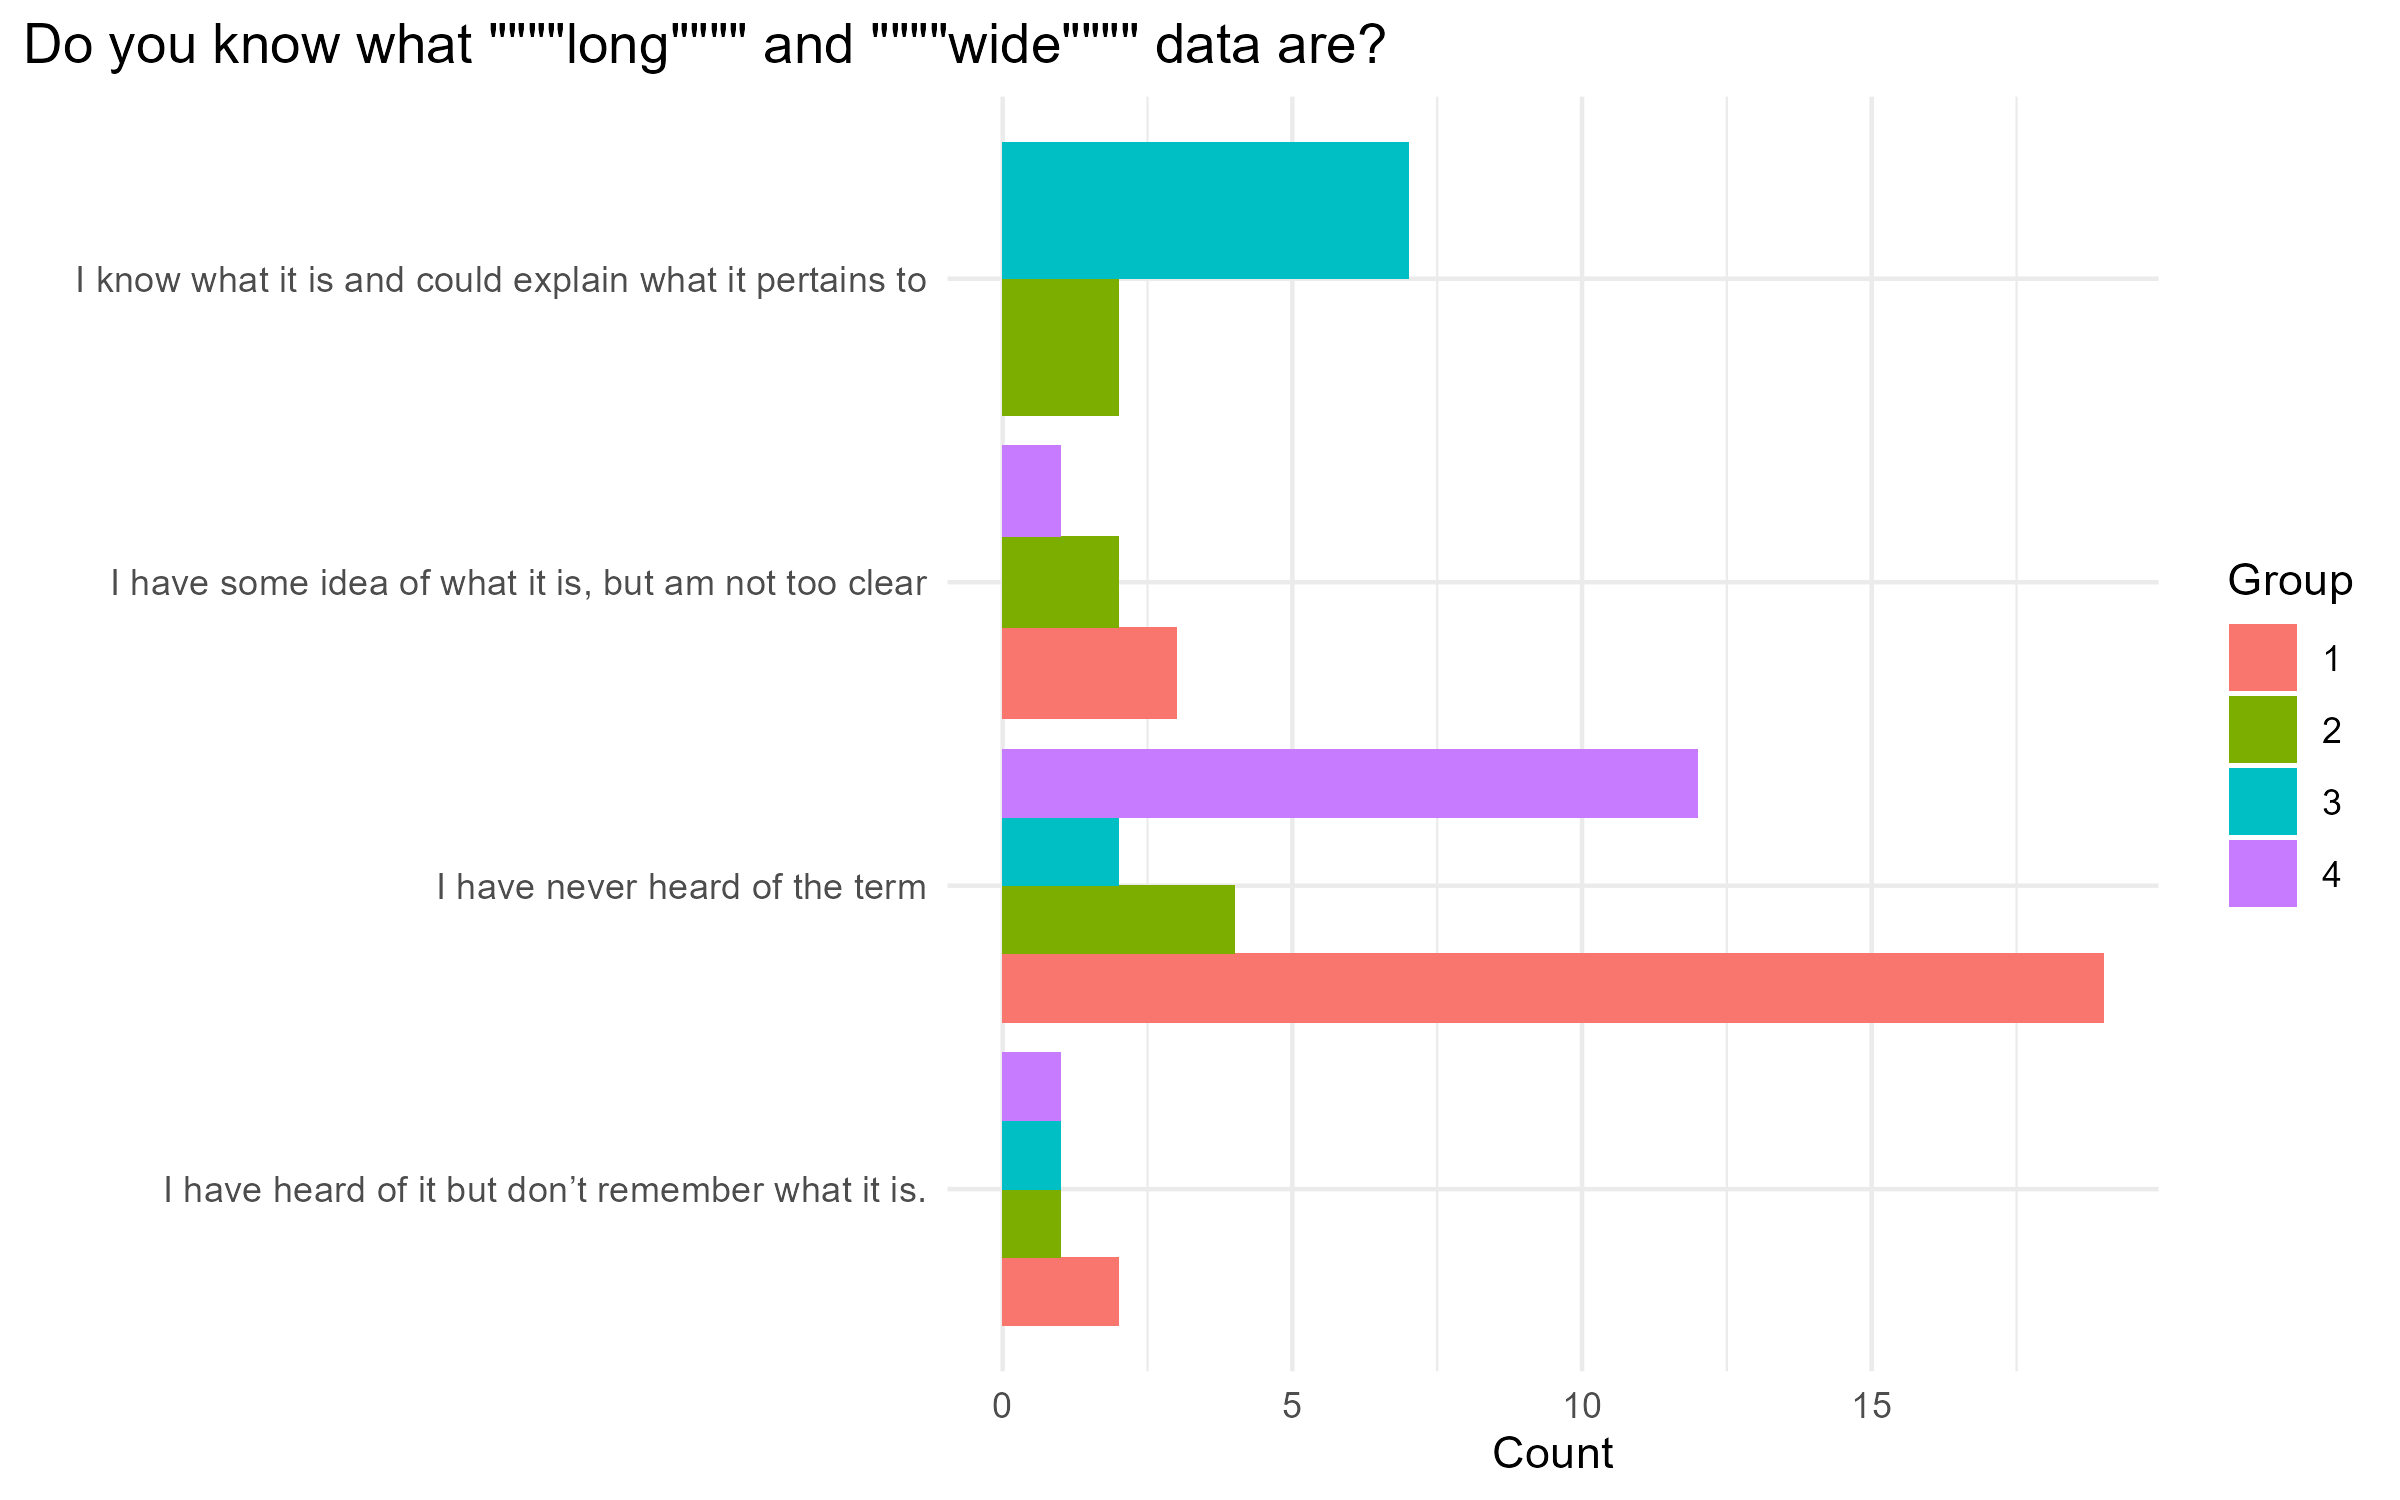 Do you know what """"long"""" and """"wide"""" data are?
I know what it is and could explain what it pertains to
I have some idea of what it is, but am not too clear
I have never heard of the term
I have heard of it but don’t remember what it is.
0 5 10 15
Count
Group
1
2
3
4